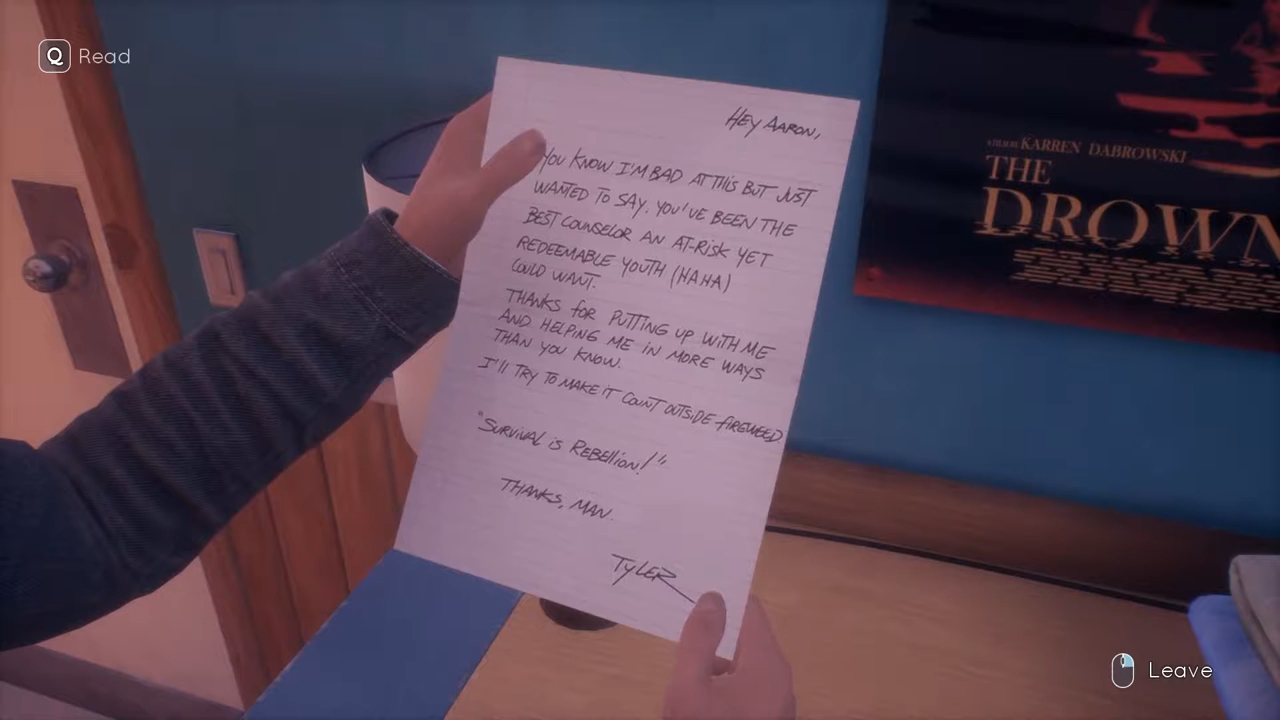 Q Read
HEY AARON,
YOU KNOW I'M BAD AT THIS BUT JUST
WANTED TO SAY, YOU'VE BEEN THE
BEST COUNSELOR AN AT-RISK YET
REDEEMABLE YOUTH (HAHA)
COULD WANT.
THANKS FOR PUTTING UP WITH ME
AND HELPING ME IN MORE WAYS
THAN YOU KNOW.
I'll TRY TO MAKE IT COUNT OUTSIDE FIREWEED.
"SURVIVAL IS REBELLION!"
THANKS, MAN.
TYLER
A FILM BY KARREN DABROWSKI
THE
DROWN
Leave